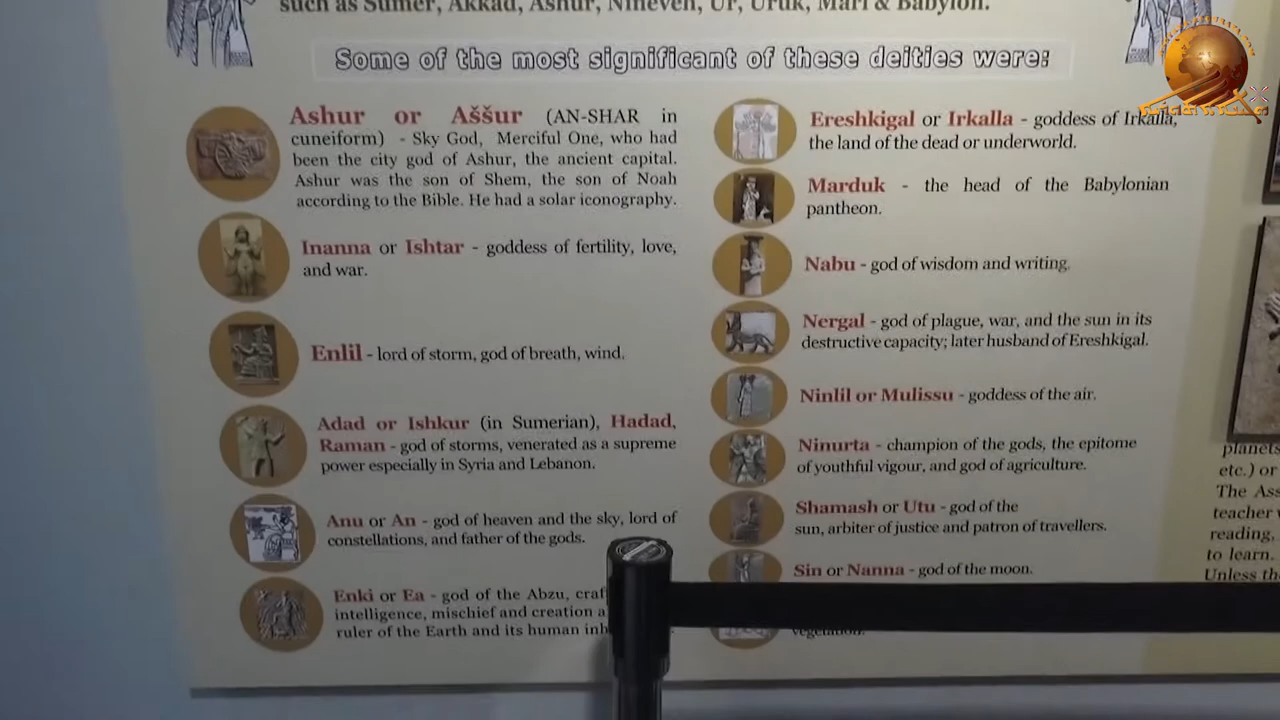 such as Sumer, Akkad, Ashur, Nineveh, Ur, Uruk, Mari & Babylon.
Some of the most significant of these deities were:
Ashur or Aššur (AN-SHAR in
cuneiform) - Sky God, Merciful One, who had
been the city god of Ashur, the ancient capital.
Ashur was the son of Shem, the son of Noah
according to the Bible. He had a solar iconography.
Inanna or Ishtar - goddess of fertility, love,
and war.
Enlil - lord of storm, god of breath, wind.
Adad or Ishkur (in Sumerian), Hadad,
Raman - god of storms, venerated as a supreme
power especially in Syria and Lebanon.
Anu or An - god of heaven and the sky, lord of
constellations, and father of the gods.
Enki or Ea - god of the Abzu, craf
intelligence, mischief and creation a
ruler of the Earth and its human inh
Ereshkigal or Irkalla - goddess of Irkalla,
the land of the dead or underworld.
Marduk - the head of the Babylonian
pantheon.
Nabu - god of wisdom and writing.
Nergal - god of plague, war, and the sun in its
destructive capacity; later husband of Ereshkigal.
Ninlil or Mulissu - goddess of the air.
Ninurta - champion of the gods, the epitome
of youthful vigour, and god of agriculture.
Shamash or Utu - god of the
sun, arbiter of justice and patron of travellers.
Sin or Nanna - god of the moon.
vegetation.
planets
etc.) or
The Ass
teacher
reading,
to learn.
Unless